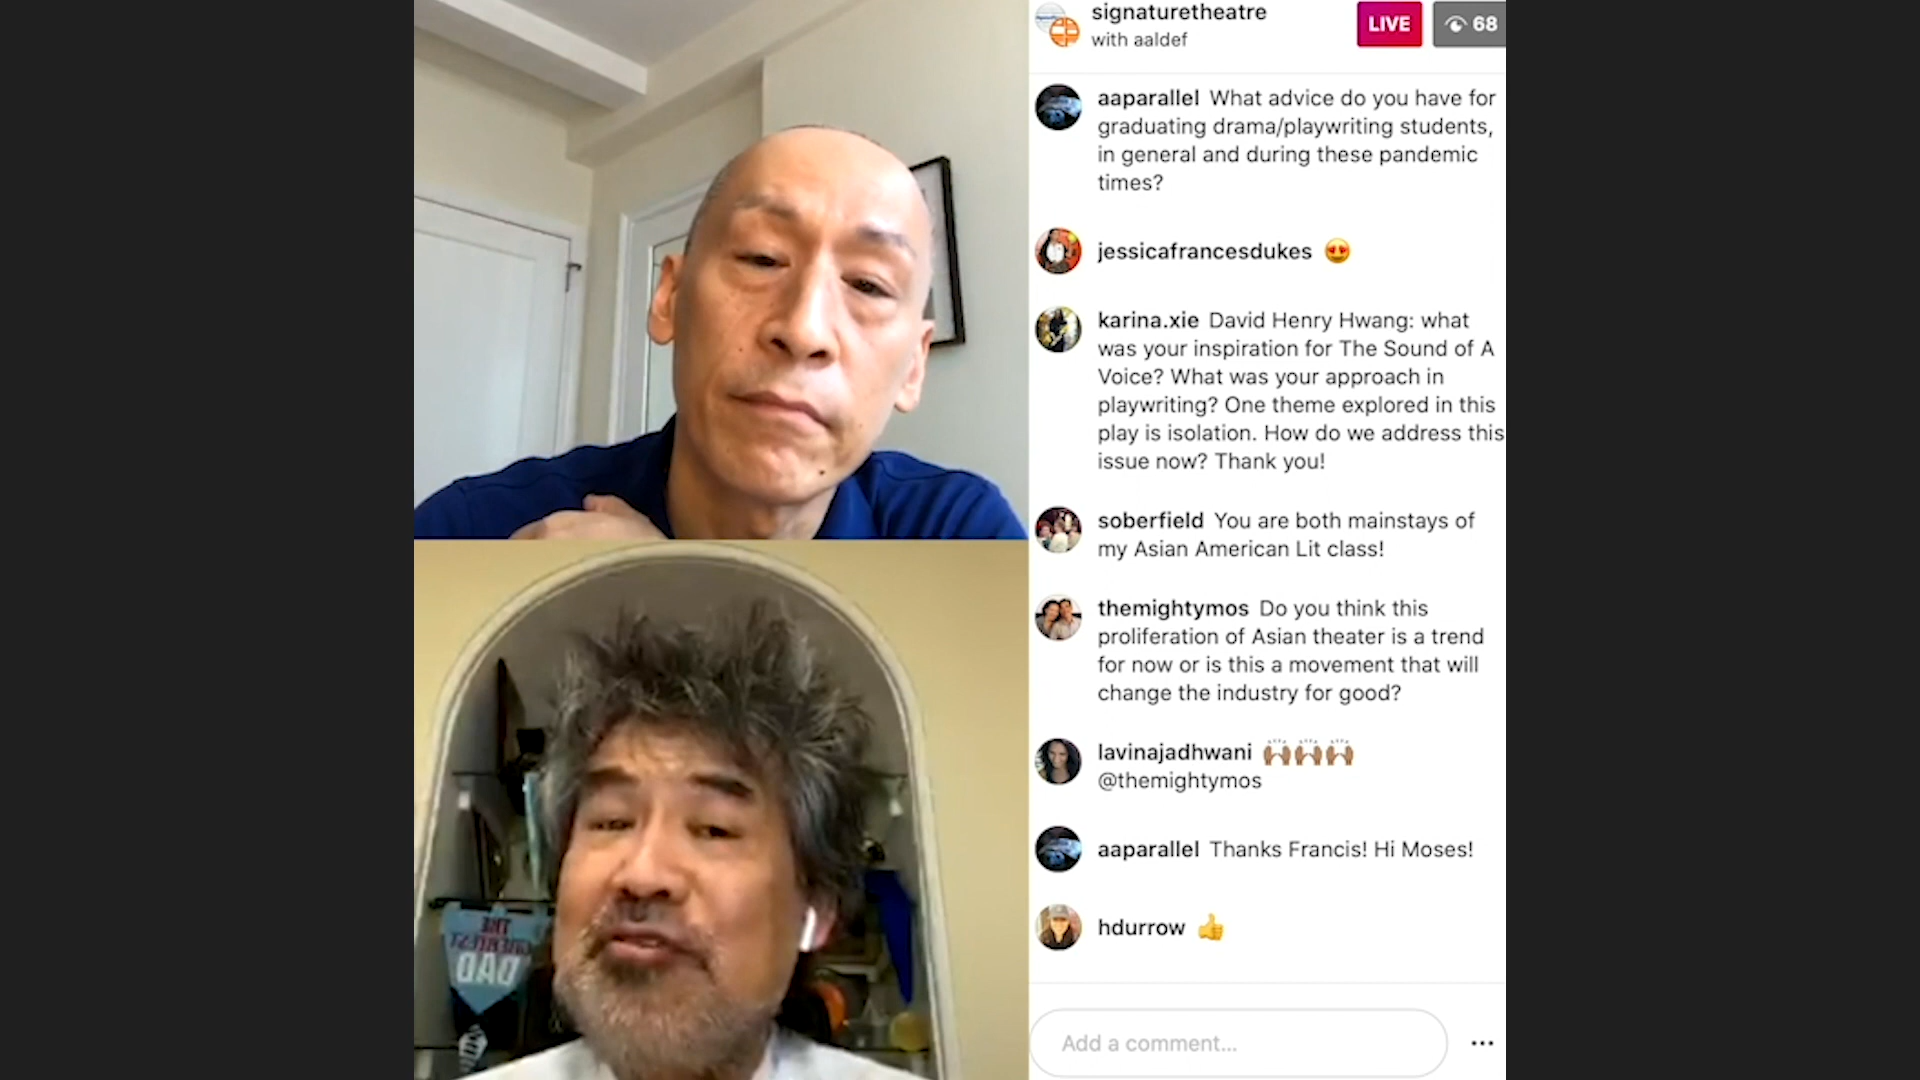 signaturetheatre
with aaldef
LIVE
68
aaparallel What advice do you have for
graduating drama/playwriting students,
in general and during these pandemic
times?
jessicafrancesdukes 😍
karina.xie David Henry Hwang: what
was your inspiration for The Sound of A
Voice? What was your approach in
playwriting? One theme explored in this
play is isolation. How do we address this
issue now? Thank you!
soberfield You are both mainstays of
my Asian American Lit class!
themightymos Do you think this
proliferation of Asian theater is a trend
for now or is this a movement that will
change the industry for good?
lavinajadhwani 🙌🏾🙌🏾🙌🏾
@themightymos
aaparallel Thanks Francis! Hi Moses!
hdurrow 👍
Add a comment...
THE
GREATEST
DAD